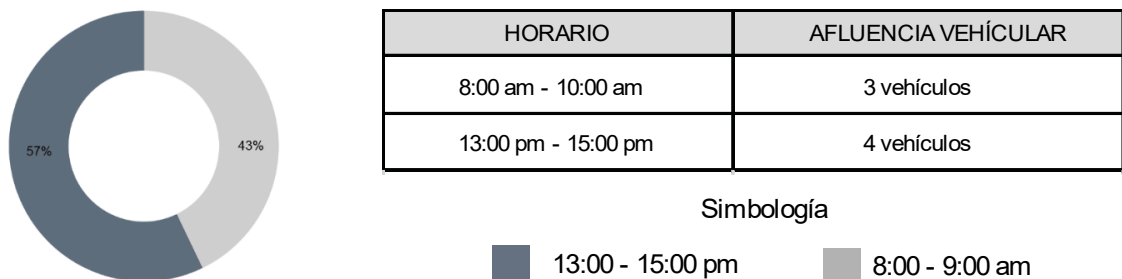 HORARIO AFLUENCIA VEHÍCULAR
8:00 am - 10:00 am 3 vehículos
57% 43%
13:00 pm - 15:00 pm 4 vehículos
Simbología
13:00 - 15:00 pm 8:00 - 9:00 am